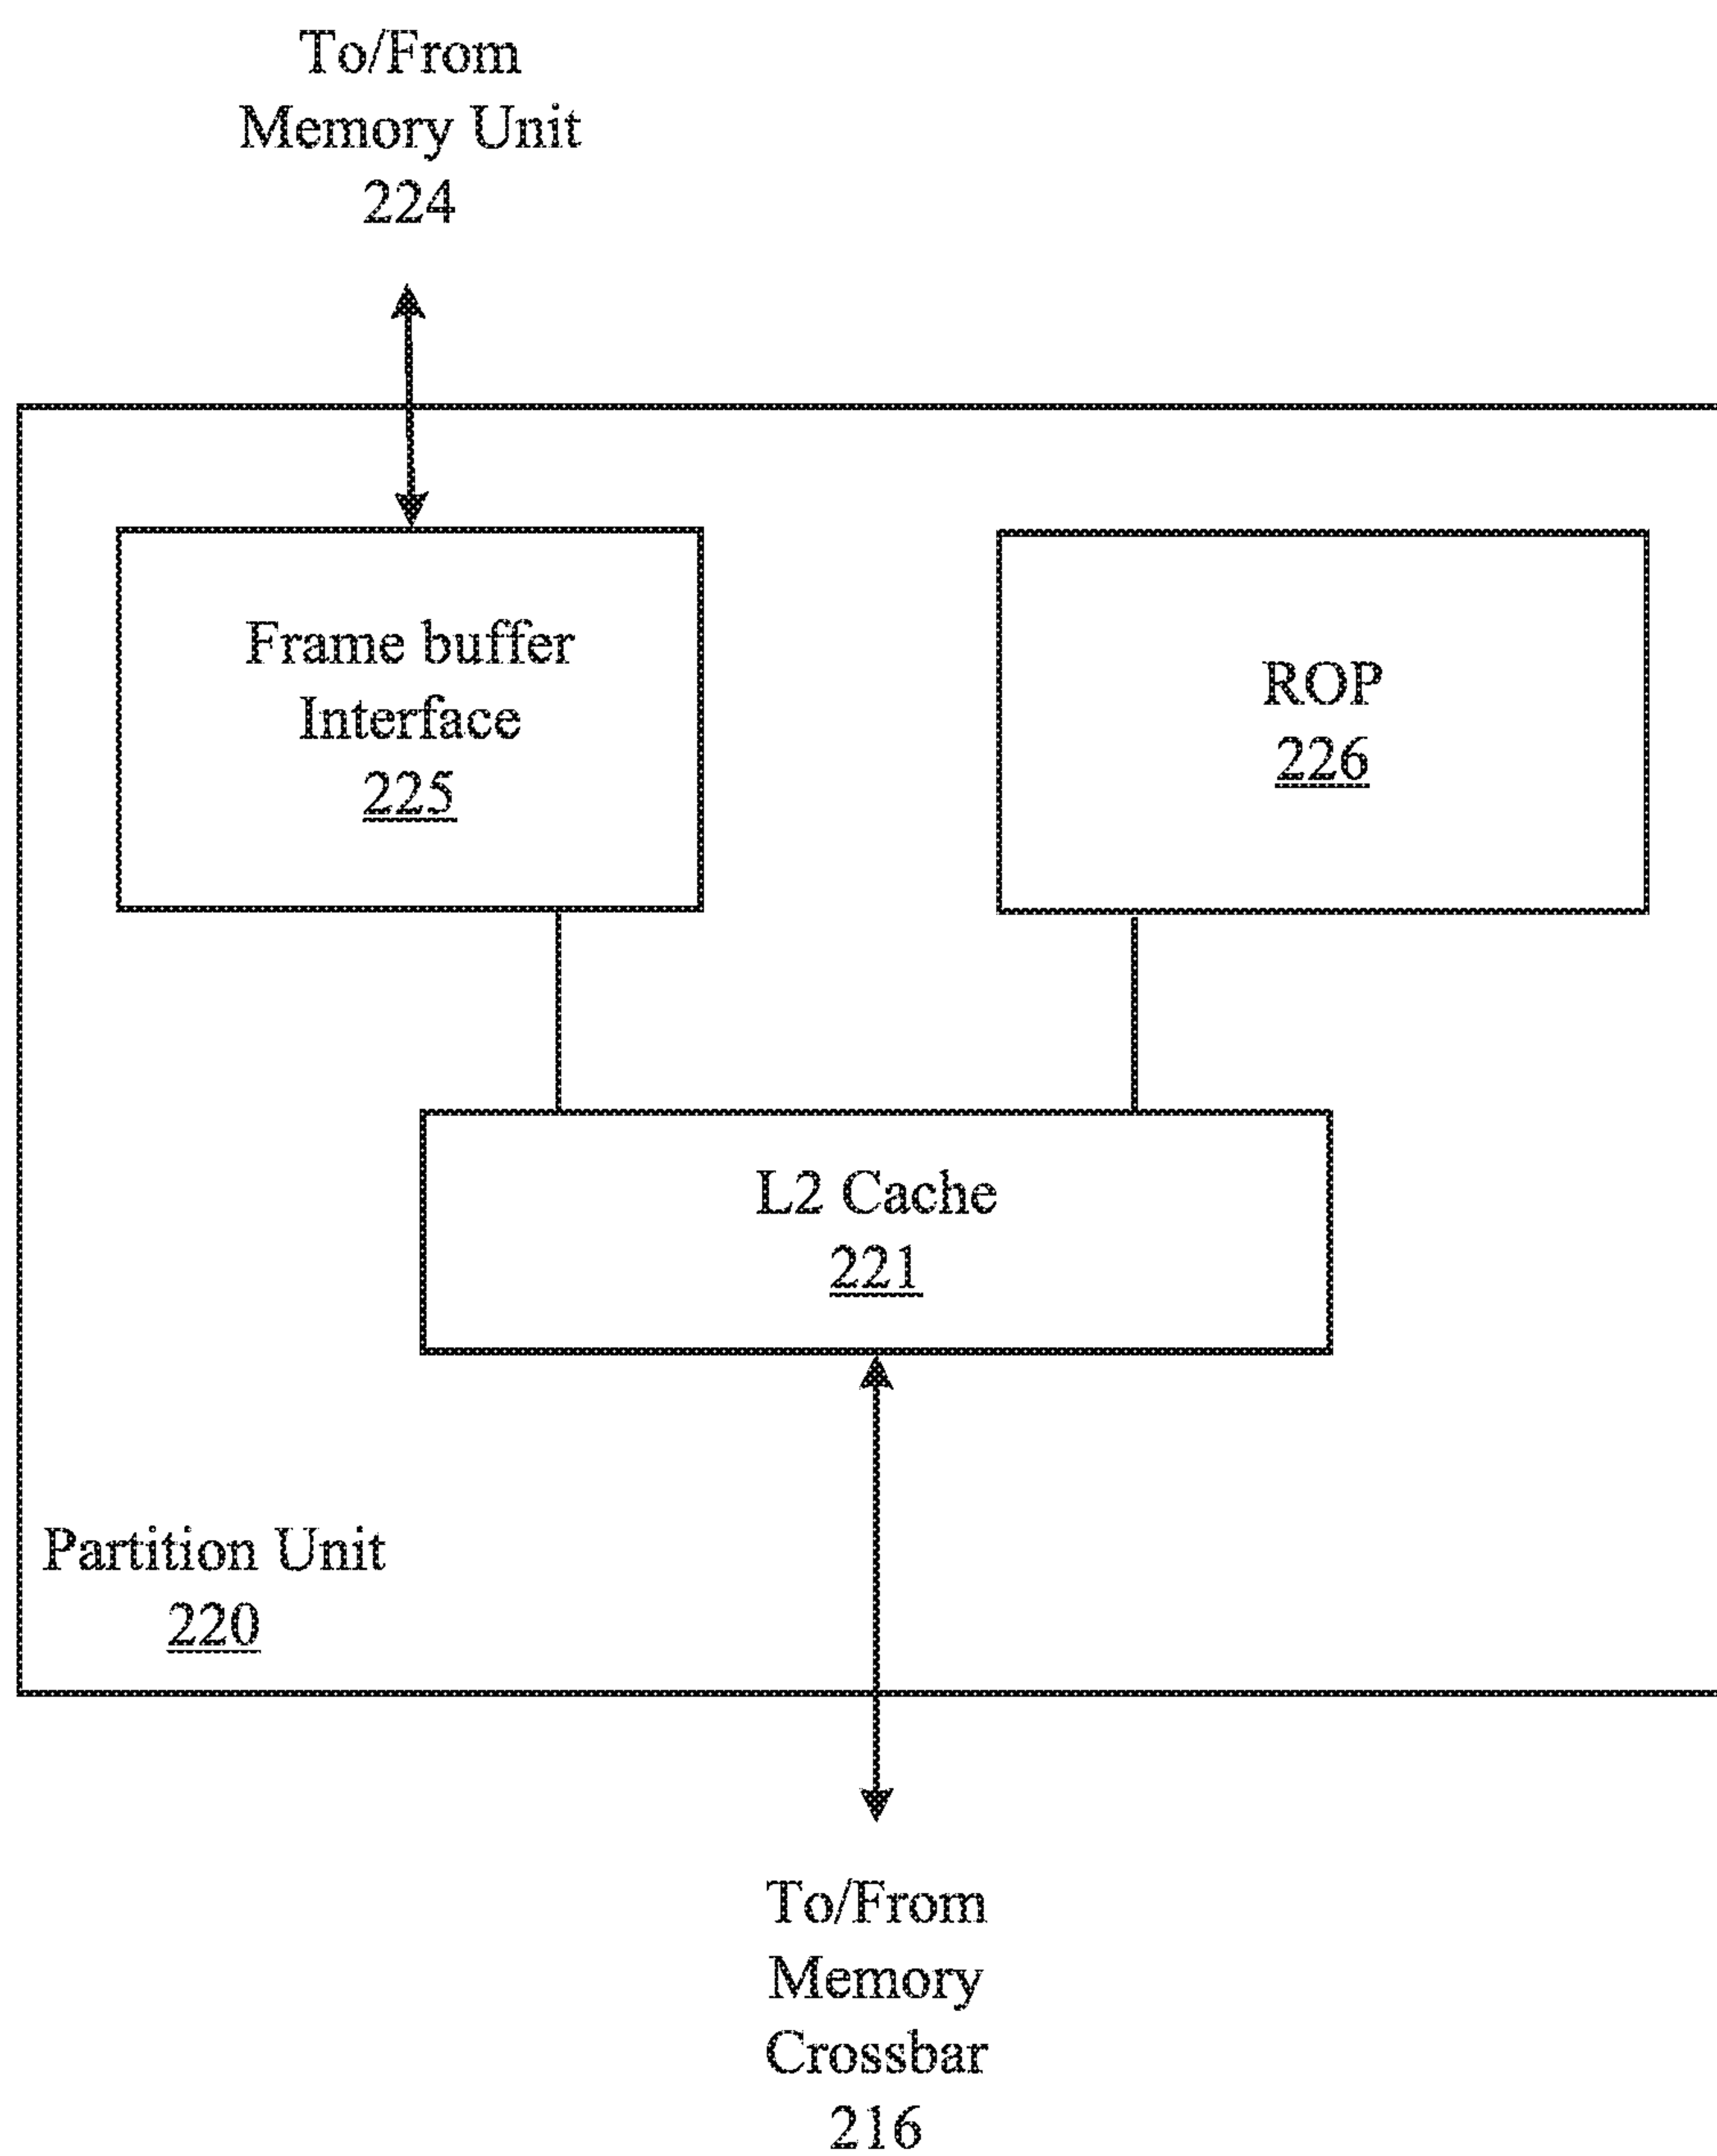 To/From
Memory Unit
224
Frame buffer
Interface
225
ROP
226
L2 Cache
221
Partition Unit
220
To/From
Memory
Crossbar
216